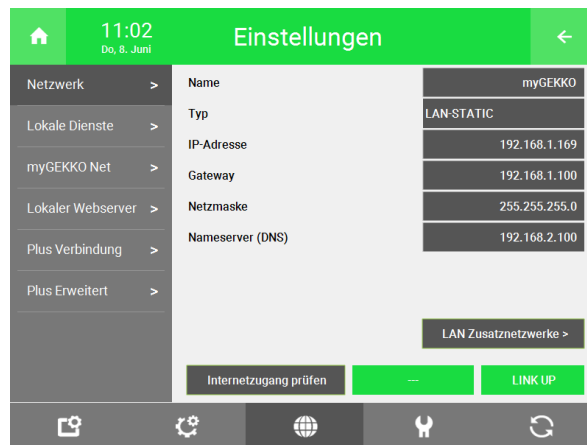 11:02
Do, 8. Juni
Einstellungen
Netzwerk >
Lokale Dienste >
myGEKKO Net >
Lokaler Webserver >
Plus Verbindung >
Plus Erweitert >
Name myGEKKO
Typ LAN-STATIC
IP-Adresse 192.168.1.169
Gateway 192.168.1.100
Netzmaske 255.255.255.0
Nameserver (DNS) 192.168.2.100
LAN Zusatznetzwerke >
Internetzugang prüfen --- LINK UP